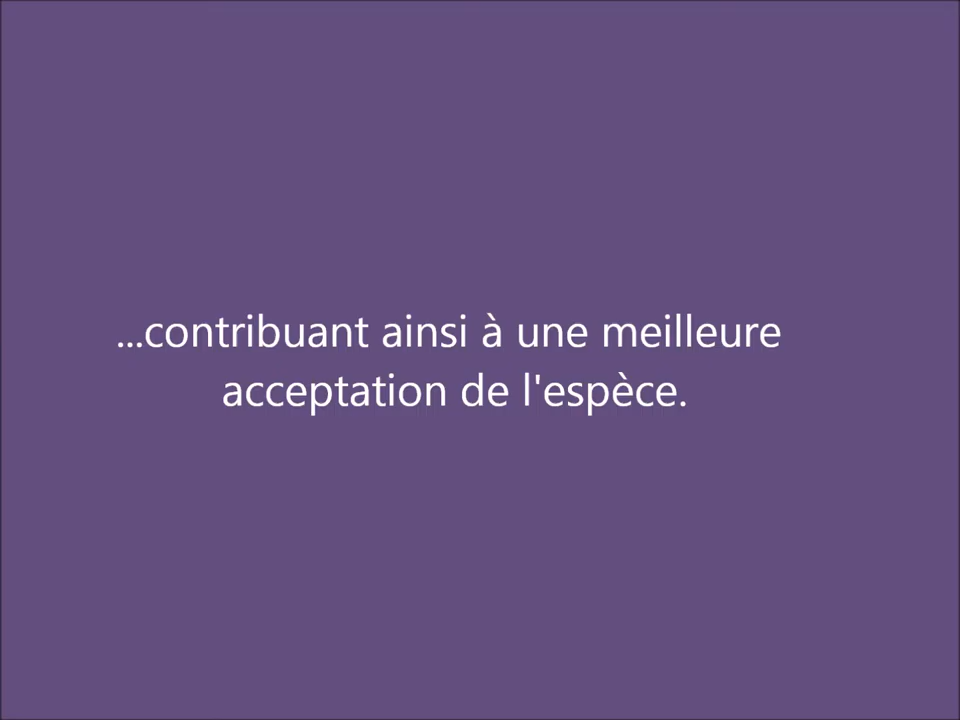 ...contribuant ainsi à une meilleure
acceptation de l'espèce.